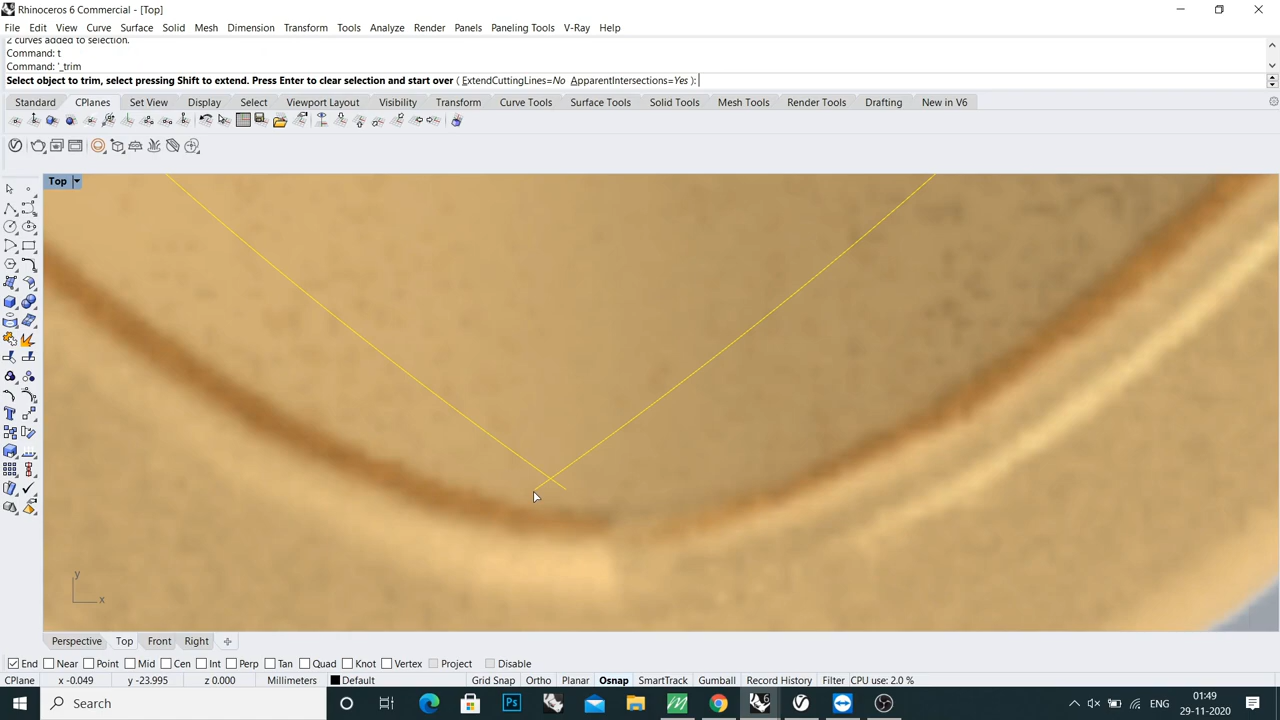 Rhinoceros 6 Commercial - [Top]
File Edit View Curve Surface Solid Mesh Dimension Transform Tools Analyze Render Panels Paneling Tools V-Ray Help
2 curves added to selection.
Command: t
Command: '_trim
Select object to trim, select pressing Shift to extend. Press Enter to clear selection and start over ( ExtendCuttingLines=No ApparentIntersections=Yes ):
Standard CPlanes Set View Display Select Viewport Layout Visibility Transform Curve Tools Surface Tools Solid Tools Mesh Tools Render Tools Drafting New in V6
Top
y
x
Perspective Top Front Right
End Near Point Mid Cen Int Perp Tan Quad Knot Vertex Project Disable
CPlane x -0.049 y -23.995 z 0.000 Millimeters Default Grid Snap Ortho Planar Osnap SmartTrack Gumball Record History Filter CPU use: 2.0 %
Search Ps 6 ENG 01:49
29-11-2020